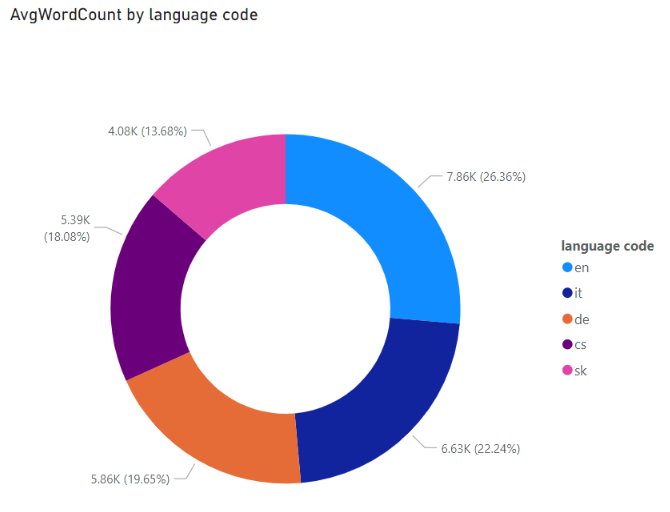 AvgWordCount by language code
4.08K (13.68%)
7.86K (26.36%)
5.39K
(18.08%)
6.63K (22.24%)
5.86K (19.65%)
language code
en
it
de
cs
sk